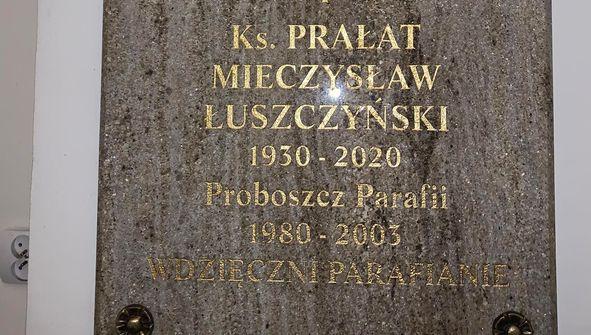 Ks. PRAŁAT
MIECZYSŁAW
ŁUSZCZYŃSKI
1930 - 2020
Proboszcz Parafii
1980 - 2003
WDZIĘCZNI PARAFIANIE